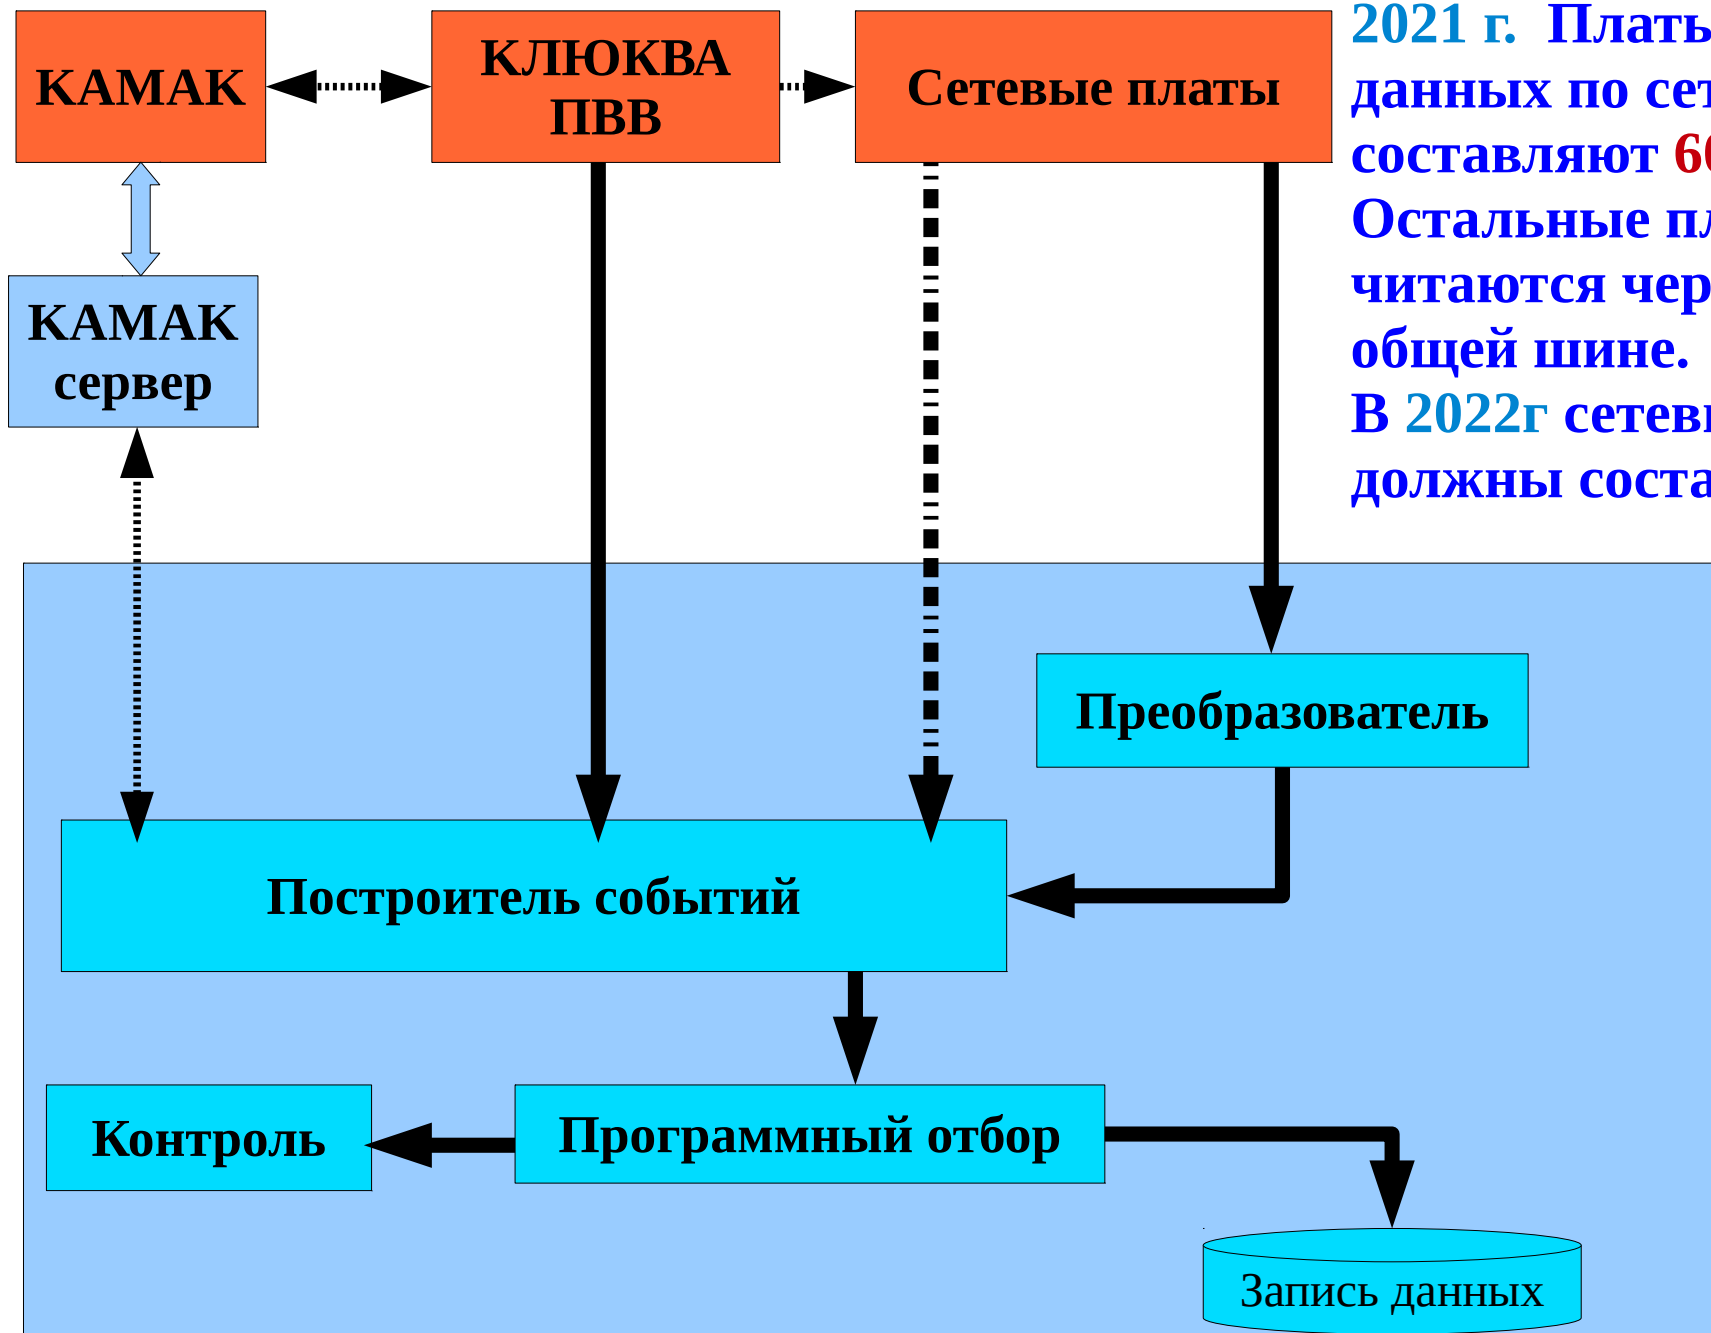 КАМАК
КЛЮКВА
ПВВ
Сетевые платы
2021 г. Платы
данных по
составляют
Остальные
читаются
общей шине.
В 2022г
должны
КАМАК
сервер
Преобразователь
Построитель событий
Контроль
Программный отбор
Запись данных